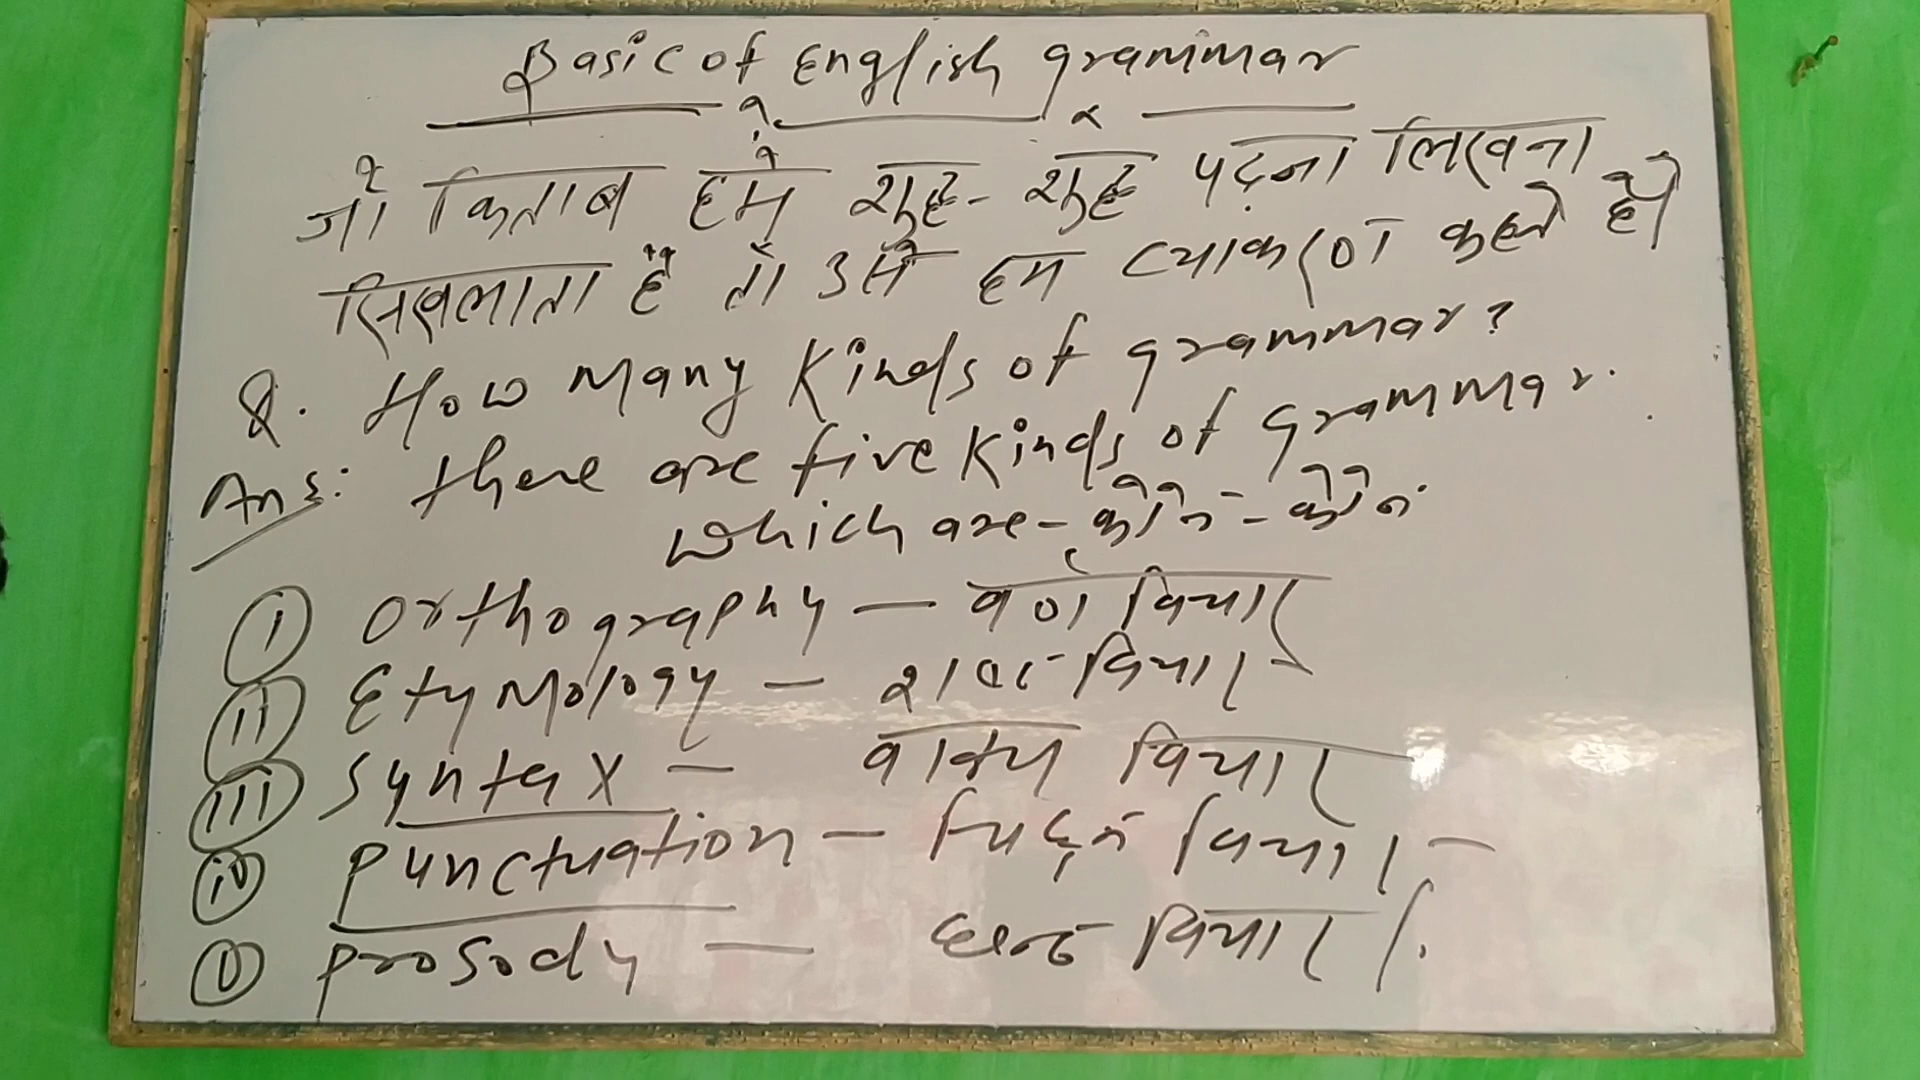 Basic of English grammar
जो किताब हमें शुद्ध-शुद्ध पढ़ना लिखना
सिखलाता है तो उसे हम व्याकरण कहते है।
Q. How many kinds of grammar?
Ans: There are five kinds of grammar.
which are - कौन-कौन
(i) Orthography — वर्ण विचार
(ii) Etymology — शब्द विचार
(iii) Syntax — वाक्य विचार
(iv) Punctuation — चिह्न विचार
(v) Prosody — छन्द विचार।